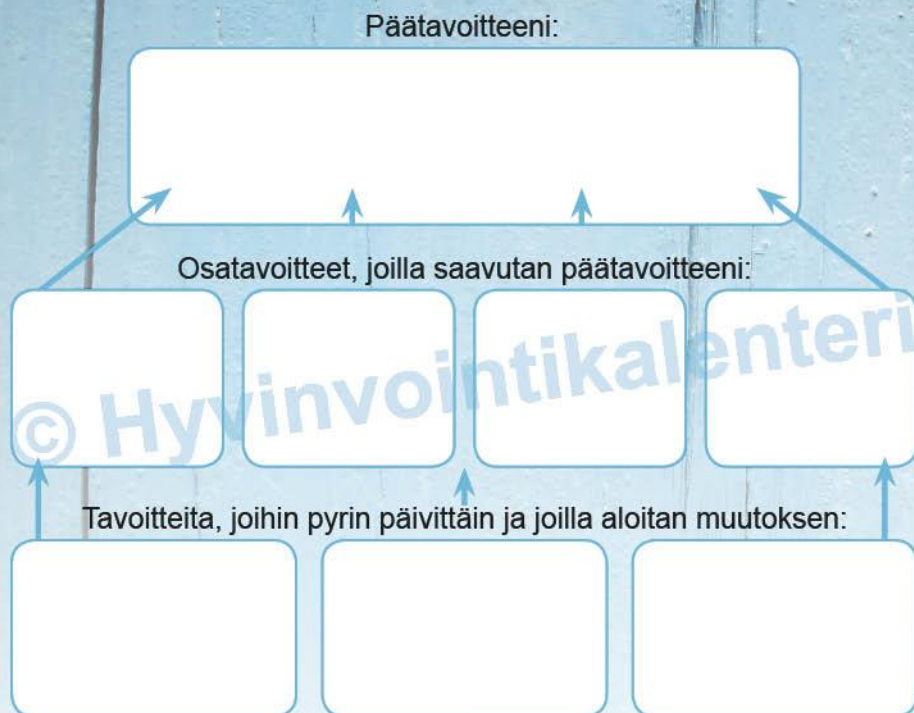 Päätavoitteeni:
Osatavoitteet, joilla saavutan päätavoitteeni:
© Hyvinvointikalenteri
Tavoitteita, joihin pyrin päivittäin ja joilla aloitan muutoksen: